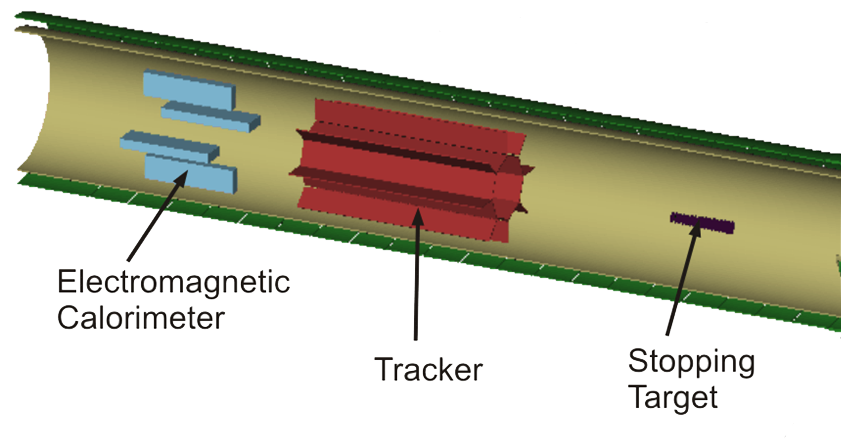 Electromagnetic
Calorimeter
Tracker
Stopping
Target